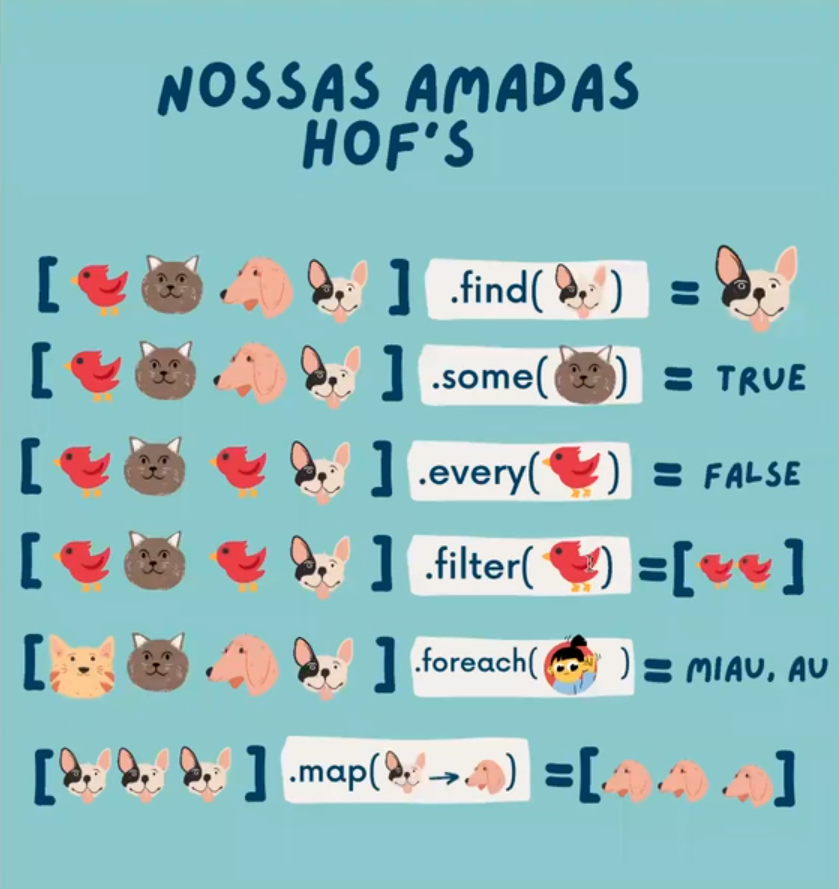 NOSSAS AMADAS
HOF'S
[ ] .find( ) =
[ ] .some( ) = TRUE
[ ] .every( ) = FALSE
[ ] .filter( ) = [ ]
[ ] .foreach( ) = MIAU, AU
[ ] .map( → ) = [ ]